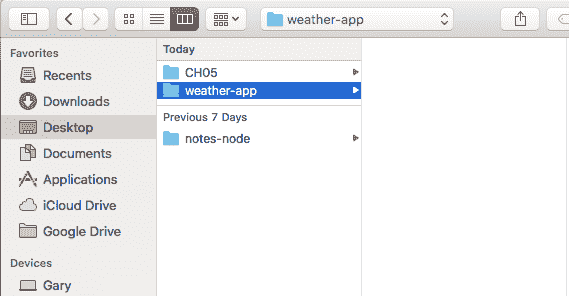 weather-app
Favorites
Recents
Downloads
Desktop
Documents
Applications
iCloud Drive
Google Drive
Devices
Gary
Today
CH05
weather-app
Previous 7 Days
notes-node